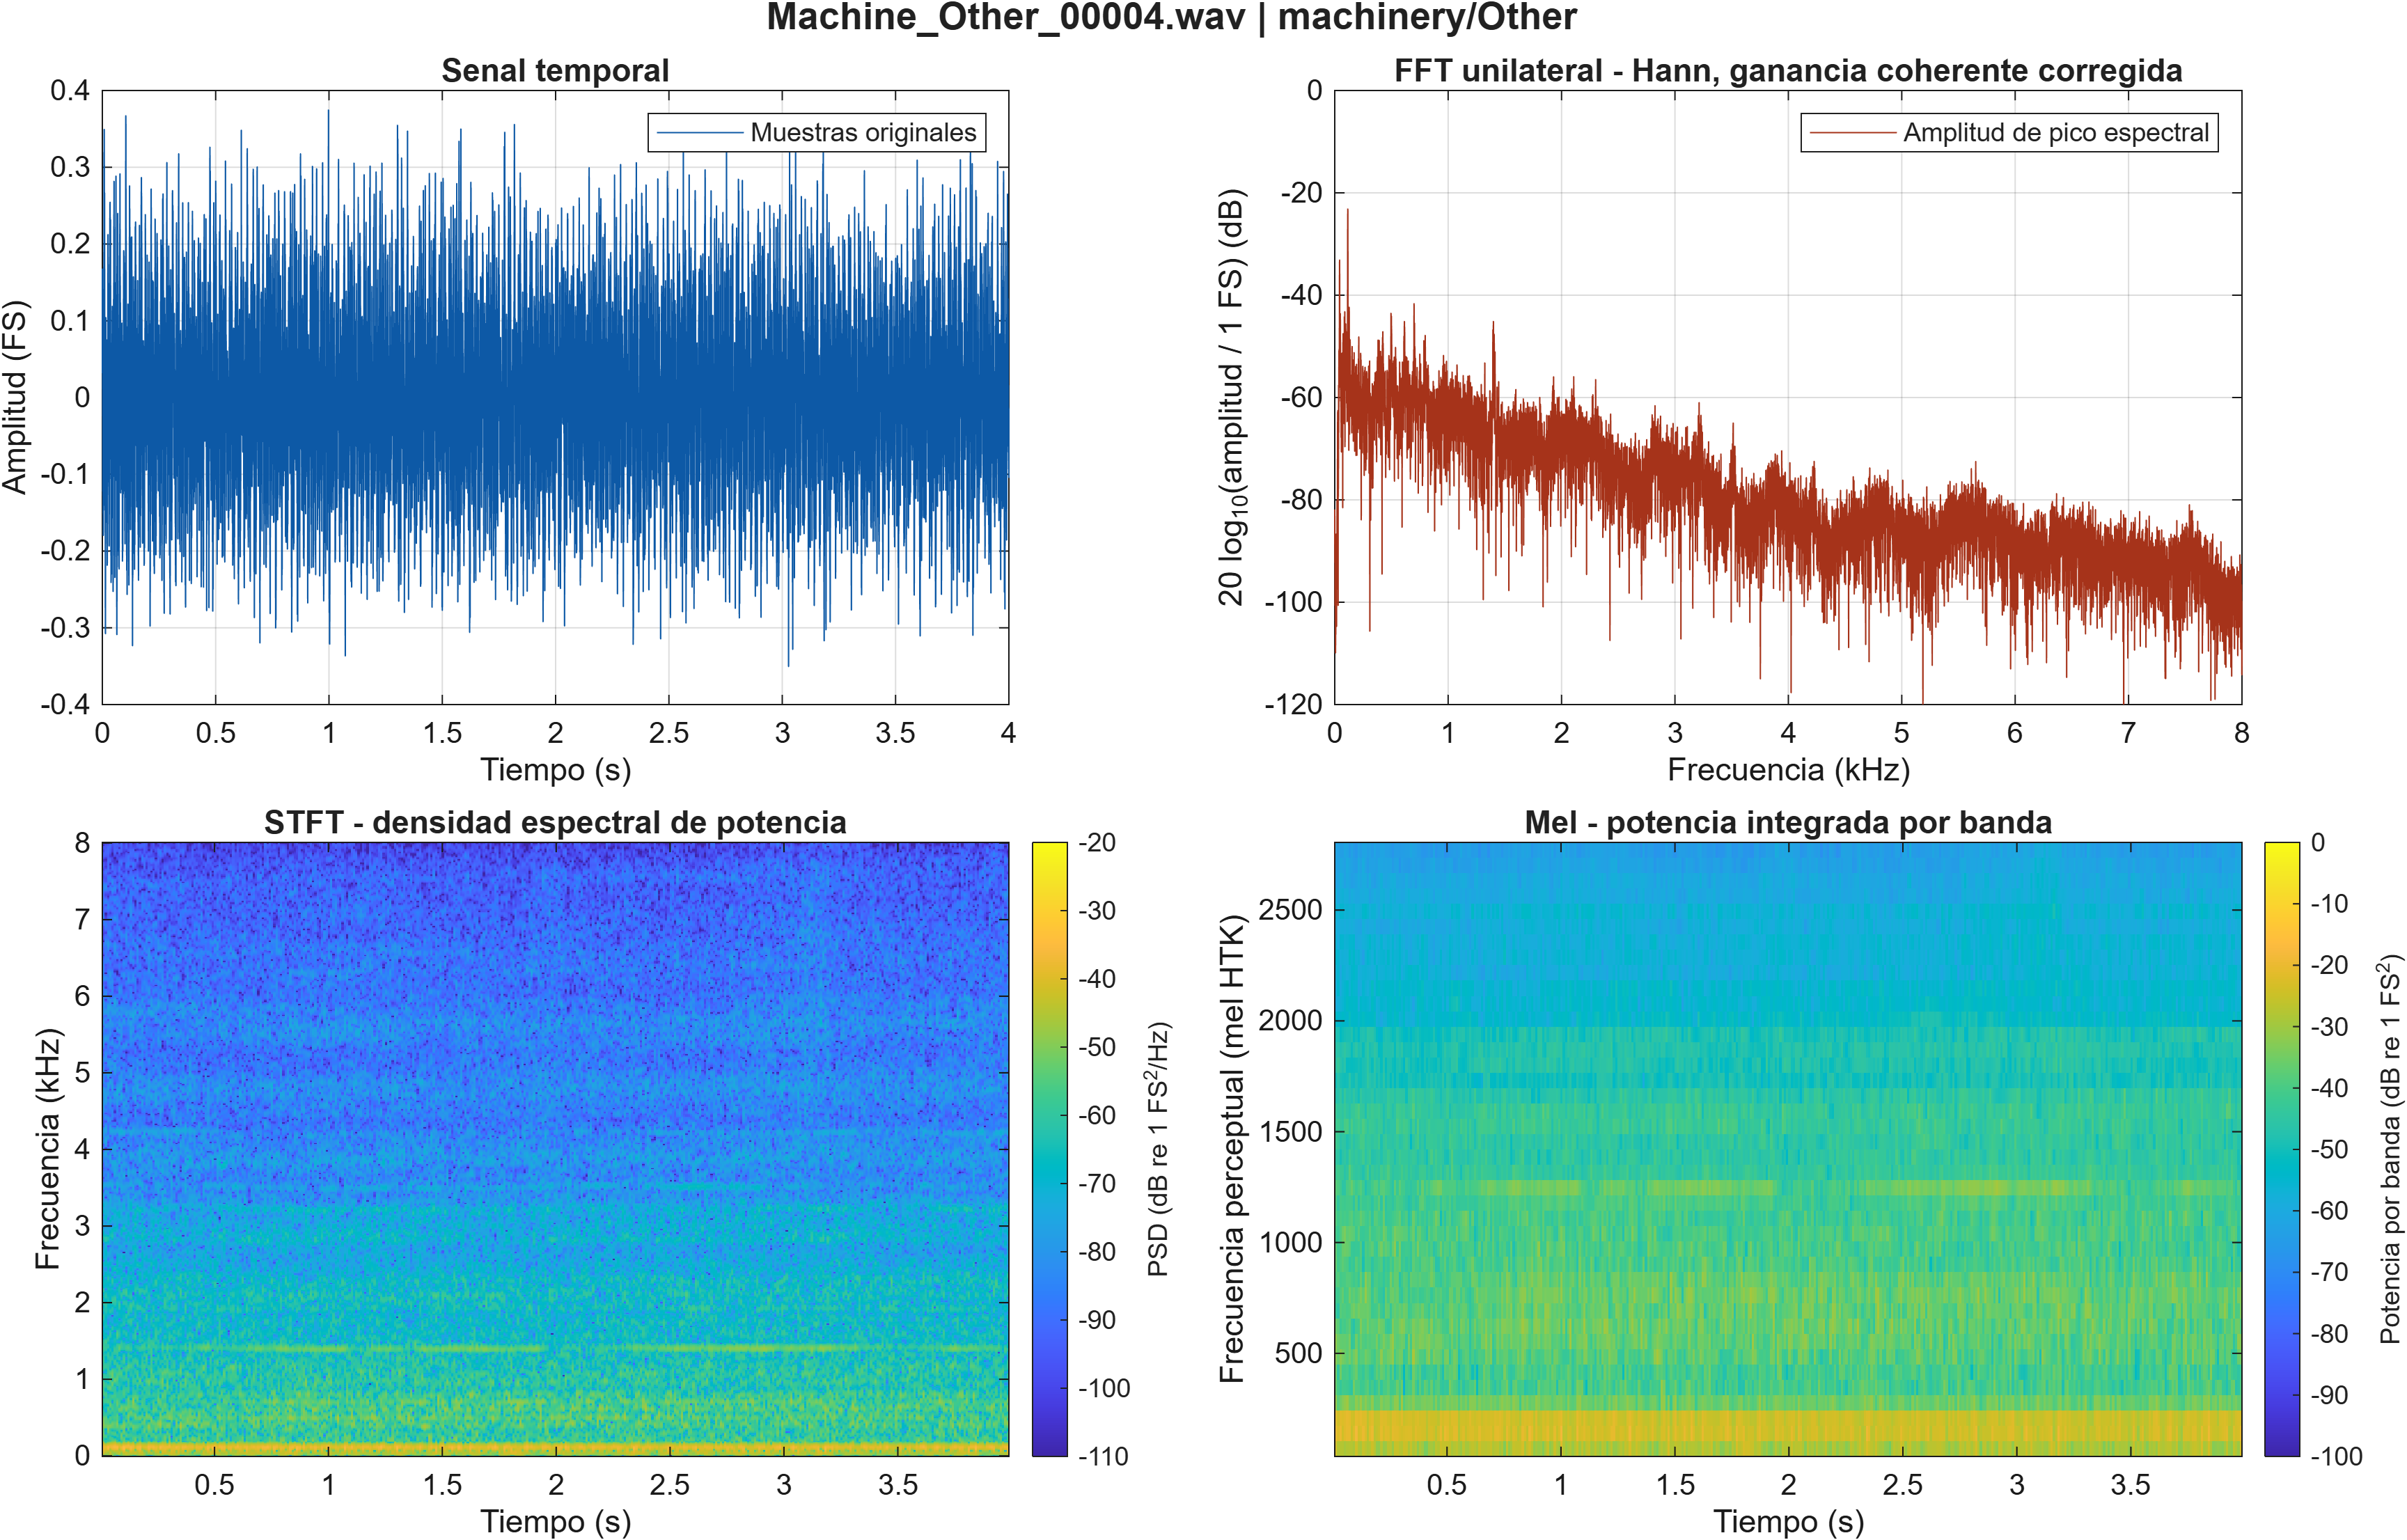 Machine_Other_00004.wav | machinery/Other
Senal temporal
Muestras originales
Amplitud (FS)
0.4
0.3
0.2
0.1
0
-0.1
-0.2
-0.3
-0.4
0 0.5 1 1.5 2 2.5 3 3.5 4
Tiempo (s)
FFT unilateral - Hann, ganancia coherente corregida
Amplitud de pico espectral
20 log10(amplitud / 1 FS) (dB)
0
-20
-40
-60
-80
-100
-120
0 1 2 3 4 5 6 7 8
Frecuencia (kHz)
STFT - densidad espectral de potencia
Frecuencia (kHz)
8
7
6
5
4
3
2
1
0
0.5 1 1.5 2 2.5 3 3.5
Tiempo (s)
-20
-30
-40
-50
-60
-70
-80
-90
-100
-110
PSD (dB re 1 FS²/Hz)
Mel - potencia integrada por banda
Frecuencia perceptual (mel HTK)
2500
2000
1500
1000
500
0.5 1 1.5 2 2.5 3 3.5
Tiempo (s)
0
-10
-20
-30
-40
-50
-60
-70
-80
-90
-100
Potencia por banda (dB re 1 FS²)